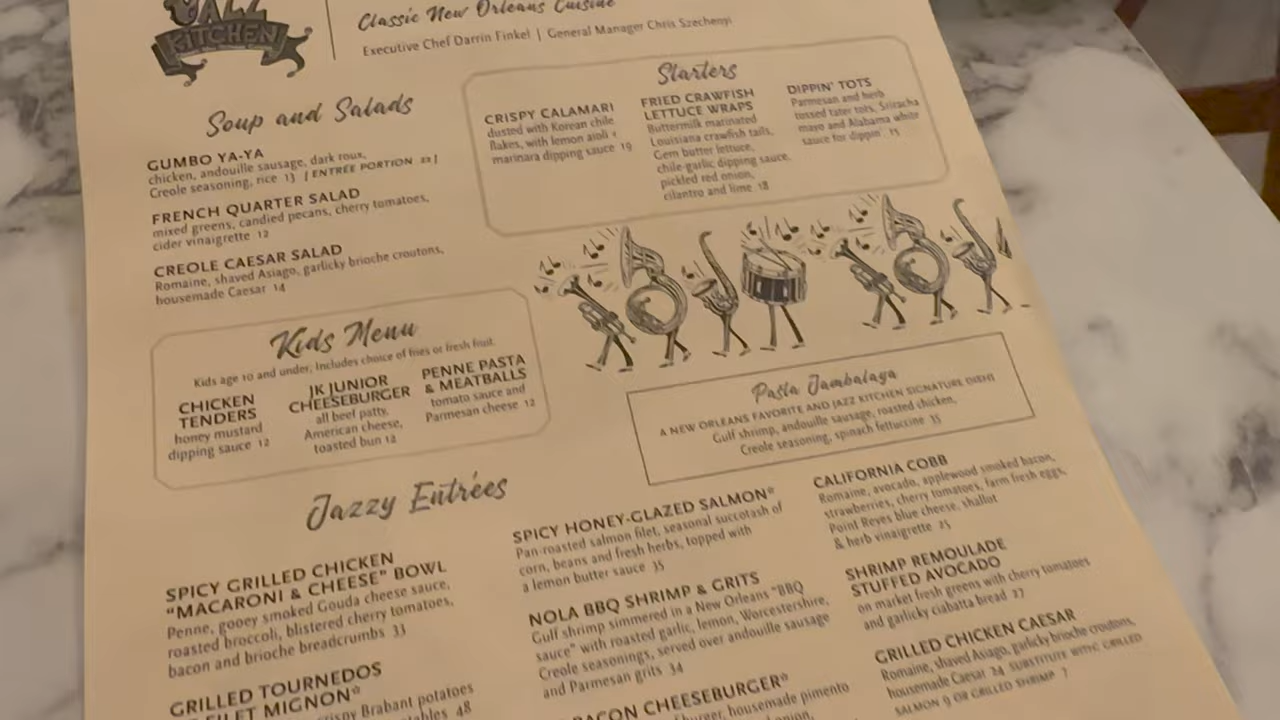 JAZZ
KITCHEN
Classic New Orleans Cuisine
Executive Chef Darrin Finkel | General Manager Chris Szechenyi
Soup and Salads
GUMBO YA-YA
chicken, andouille sausage, dark roux,
Creole seasoning, rice 13 | ENTRÉE PORTION 22 |
FRENCH QUARTER SALAD
mixed greens, candied pecans, cherry tomatoes,
cider vinaigrette 12
CREOLE CAESAR SALAD
Romaine, shaved Asiago, garlicky brioche croutons,
housemade Caesar 14
Starters
CRISPY CALAMARI
dusted with Korean chile
flakes, with lemon aioli +
marinara dipping sauce 19
FRIED CRAWFISH
LETTUCE WRAPS
Buttermilk marinated
Louisiana crawfish tails,
Gem butter lettuce,
chile-garlic dipping sauce,
pickled red onion,
cilantro and lime 18
DIPPIN' TOTS
Parmesan and herb
tossed tater tots, Sriracha
mayo and Alabama white
sauce for dippin' 15
Kids Menu
Kids age 10 and under, Includes choice of fries or fresh fruit.
CHICKEN
TENDERS
honey mustard
dipping sauce 12
JK JUNIOR
CHEESEBURGER
all beef patty,
American cheese,
toasted bun 12
PENNE PASTA
& MEATBALLS
tomato sauce and
Parmesan cheese 12
Pasta Jambalaya
A NEW ORLEANS FAVORITE AND JAZZ KITCHEN SIGNATURE DISH!
Gulf shrimp, andouille sausage, roasted chicken,
Creole seasoning, spinach fettuccine 35
Jazzy Entrées
SPICY GRILLED CHICKEN
"MACARONI & CHEESE" BOWL
Penne, gooey smoked Gouda cheese sauce,
roasted broccoli, blistered cherry tomatoes,
bacon and brioche breadcrumbs 33
GRILLED TOURNEDOS
FILET MIGNON*
crispy Brabant potatoes
48
SPICY HONEY-GLAZED SALMON*
Pan-roasted salmon filet, seasonal succotash of
corn, beans and fresh herbs, topped with
a lemon butter sauce 35
NOLA BBQ SHRIMP & GRITS
Gulf shrimp simmered in a New Orleans "BBQ
sauce" with roasted garlic, lemon, Worcestershire,
Creole seasonings, served over andouille sausage
and Parmesan grits 34
BACON CHEESEBURGER*
burger, housemade pimento
onion,
CALIFORNIA COBB
Romaine, avocado, applewood smoked bacon,
strawberries, cherry tomatoes, farm fresh eggs,
Point Reyes blue cheese, shallot
& herb vinaigrette 25
SHRIMP REMOULADE
STUFFED AVOCADO
on market fresh greens with cherry tomatoes
and garlicky ciabatta bread 27
GRILLED CHICKEN CAESAR
Romaine, shaved Asiago, garlicky brioche croutons,
housemade Caesar 24 SUBSTITUTE WITH: GRILLED
SALMON 9 OR GRILLED SHRIMP 7